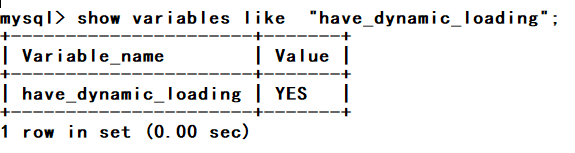 mysql> show variables like  "have_dynamic_loading";
+----------------------+-------+
| Variable_name        | Value |
+----------------------+-------+
| have_dynamic_loading | YES   |
+----------------------+-------+
1 row in set (0.00 sec)